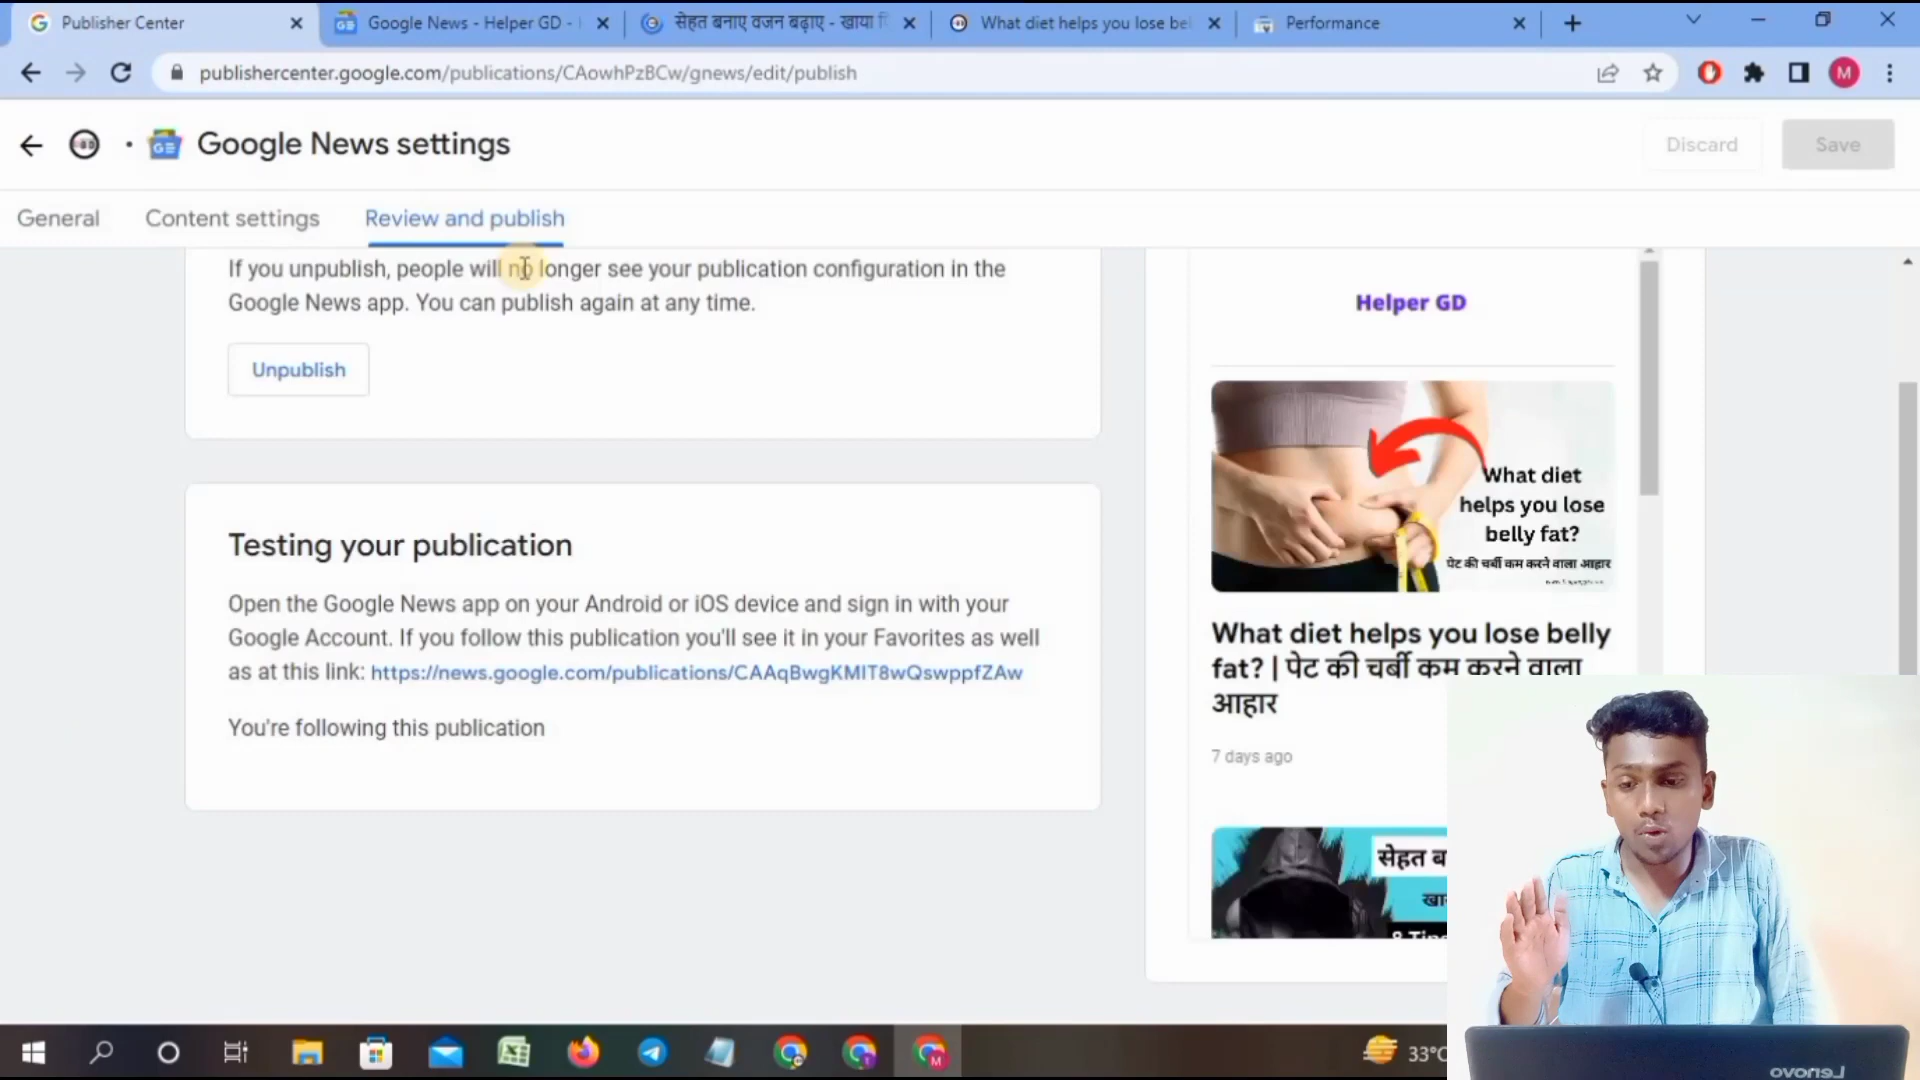 Publisher Center
Google News - Helper GD -
सेहत बनाए वजन बढ़ाए - खाया
What diet helps you lose bel
Performance
publishercenter.google.com/publications/CAowhPzBCw/gnews/edit/publish
M
GE
Google News settings
Discard
Save
General
Content settings
Review and publish
If you unpublish, people will no longer see your publication configuration in the
Google News app. You can publish again at any time.
Unpublish
Testing your publication
Open the Google News app on your Android or iOS device and sign in with your
Google Account. If you follow this publication you'll see it in your Favorites as well
as at this link: https://news.google.com/publications/CAAqBwgKMIT8wQswppfZAw
You're following this publication
Helper GD
What diet
helps you lose
belly fat?
पेट की चर्बी कम करने वाला आहार
What diet helps you lose belly
fat? | पेट की चर्बी कम करने वाला
आहार
7 days ago
सेहत ब
खा
8 Tip
33°C
Lenovo